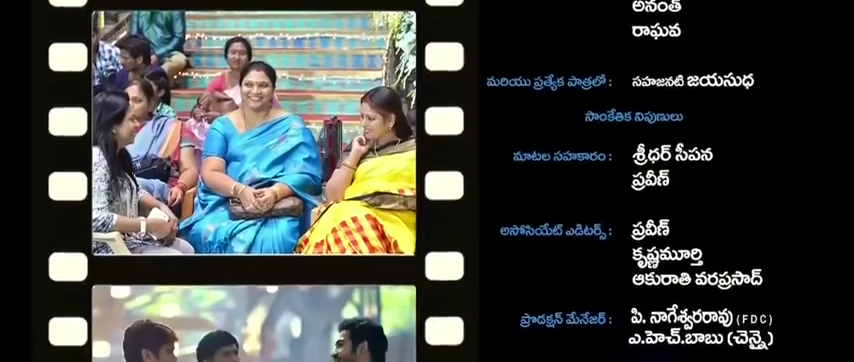 అనంత్
రాఘవ
మరియు ప్రత్యేక పాత్రలో : సహజనటి జయసుధ
సాంకేతిక నిపుణులు
మాటల సహకారం : శ్రీధర్ సీపన
ప్రవీణ్
అసోసియేట్ ఎడిటర్స్ : ప్రవీణ్
కృష్ణమూర్తి
ఆకురాతి వరప్రసాద్
ప్రొడక్షన్ మేనేజర్ : పి. నాగేశ్వరరావు (FDC)
ఎ.హెచ్.బాబు (చెన్నై)